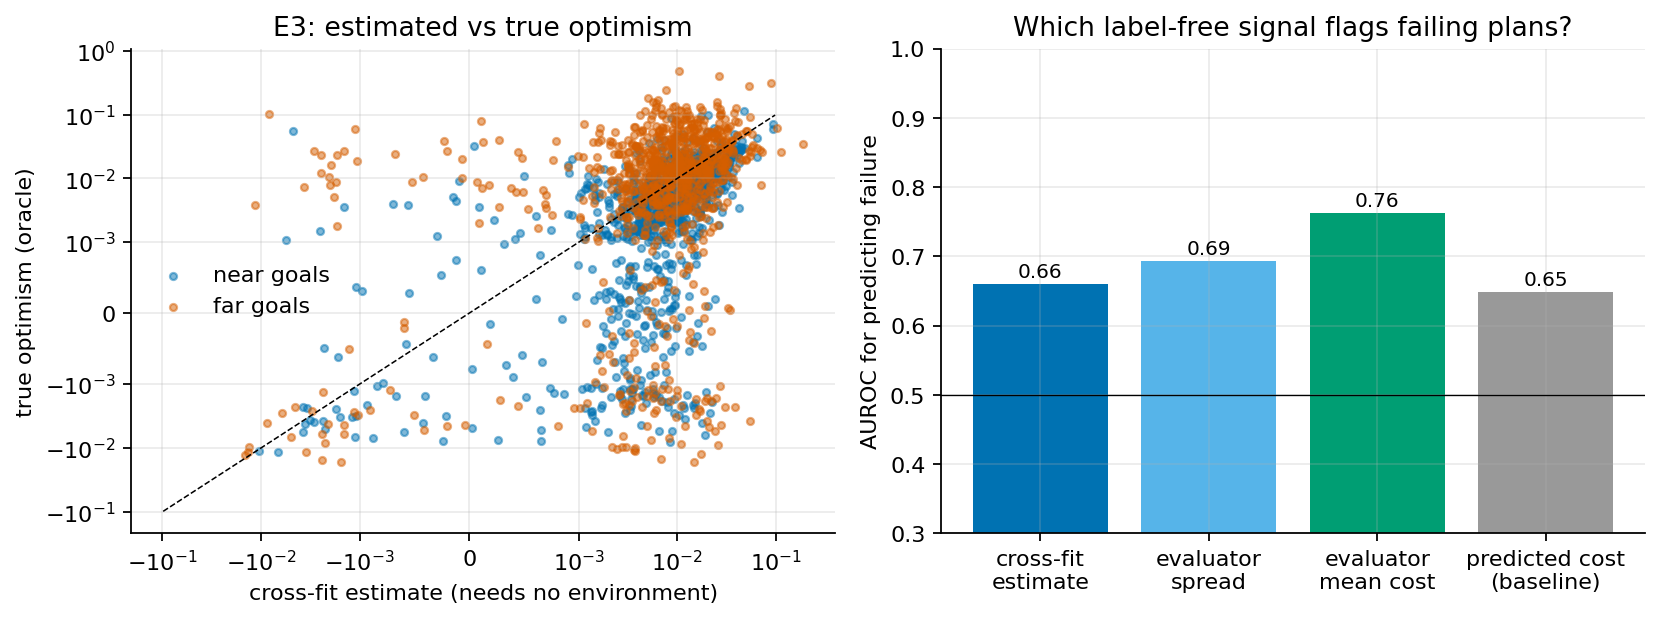 E3: estimated vs true optimism
true optimism (oracle)
10⁰
10⁻¹
10⁻²
10⁻³
0
−10⁻³
−10⁻²
−10⁻¹
near goals
far goals
−10⁻¹ −10⁻² −10⁻³ 0 10⁻³ 10⁻² 10⁻¹
cross-fit estimate (needs no environment)
Which label-free signal flags failing plans?
AUROC for predicting failure
1.0
0.9
0.8
0.7
0.6
0.5
0.4
0.3
0.66
0.69
0.76
0.65
cross-fit
estimate
evaluator
spread
evaluator
mean cost
predicted cost
(baseline)